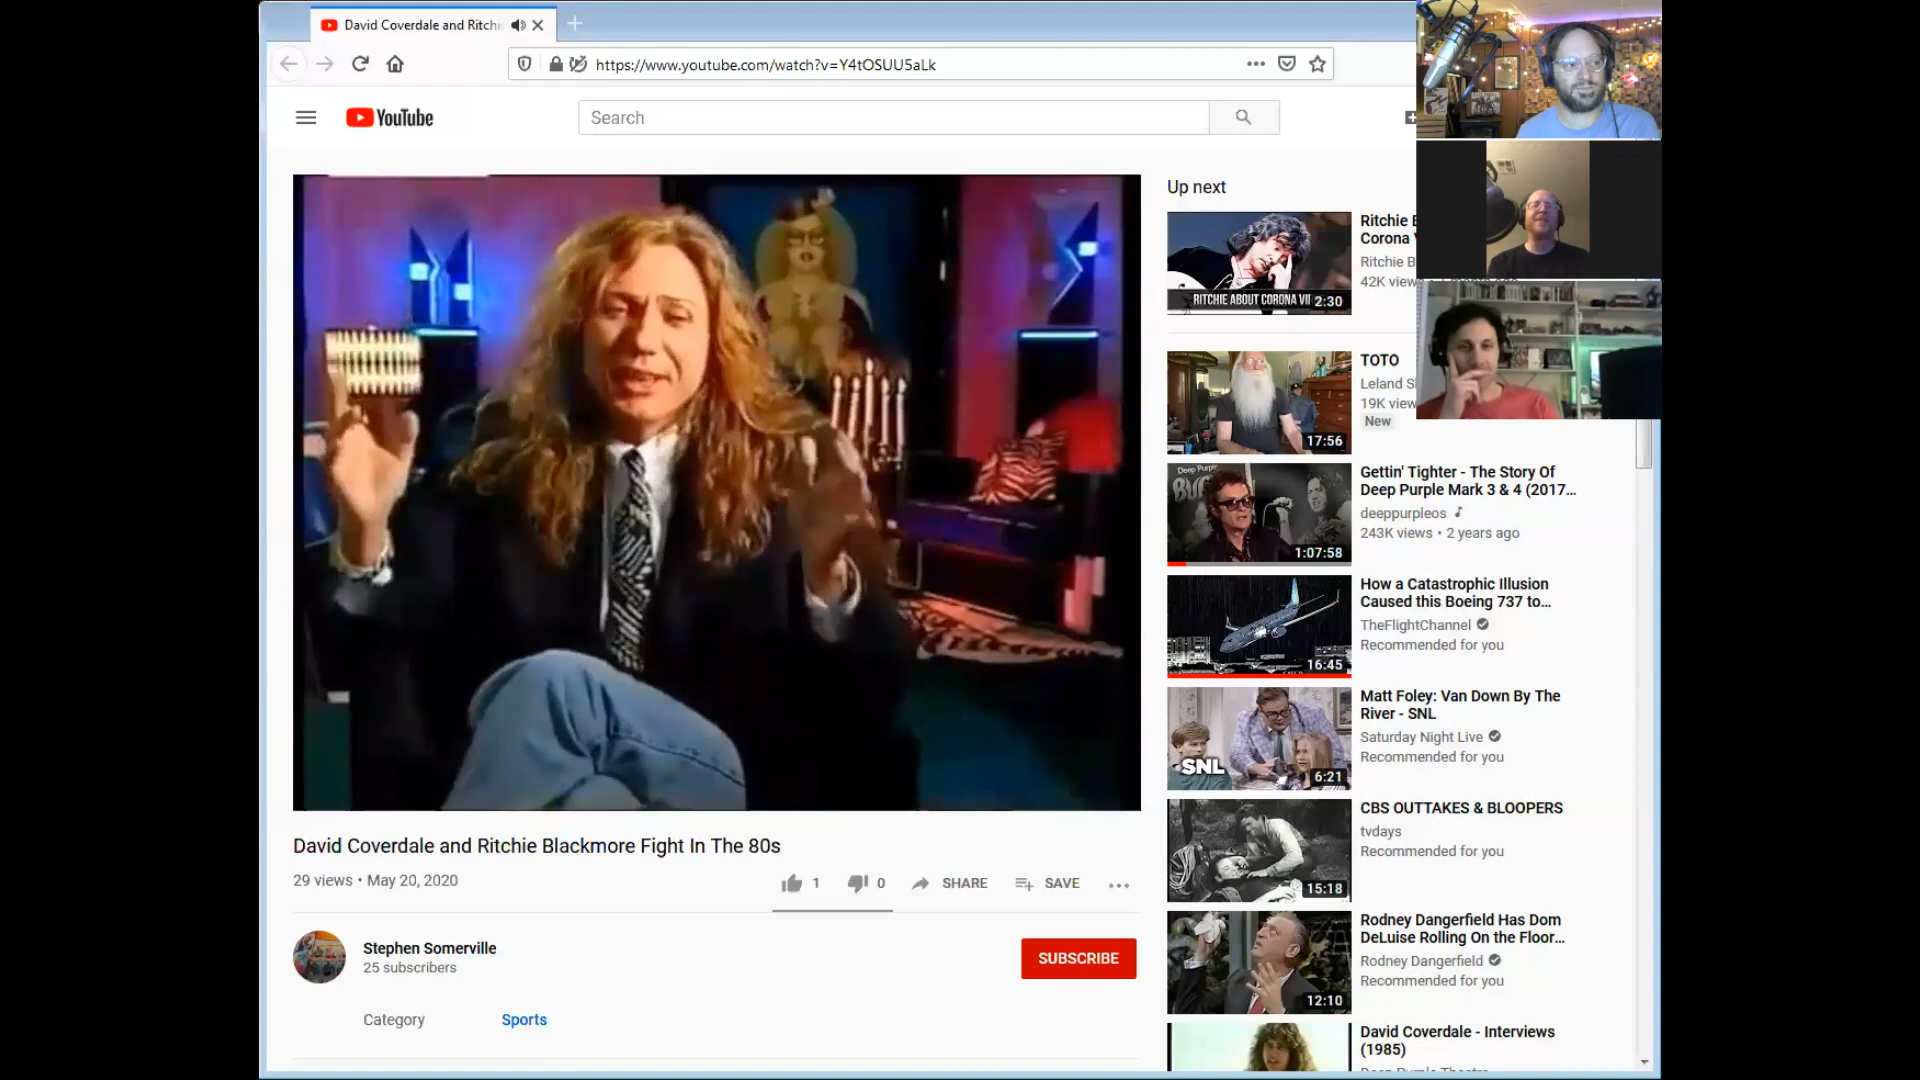 David Coverdale and Ritchi
https://www.youtube.com/watch?v=Y4tOSUU5aLk
YouTube
Search
Up next
RITCHIE ABOUT CORONA VI
2:30
Ritchie
Corona
Ritchie B
42K views
17:56
TOTO
Leland
19K view
New
Deep Purple
1:07:58
Gettin' Tighter - The Story Of
Deep Purple Mark 3 & 4 (2017...
deeppurpleos
243K views • 2 years ago
16:45
How a Catastrophic Illusion
Caused this Boeing 737 to...
TheFlightChannel
Recommended for you
SNL
6:21
Matt Foley: Van Down By The
River - SNL
Saturday Night Live
Recommended for you
15:18
CBS OUTTAKES & BLOOPERS
tvdays
Recommended for you
12:10
Rodney Dangerfield Has Dom
DeLuise Rolling On the Floor...
Rodney Dangerfield
Recommended for you
David Coverdale - Interviews
(1985)
David Coverdale and Ritchie Blackmore Fight In The 80s
29 views • May 20, 2020
1
0
SHARE
SAVE
Stephen Somerville
25 subscribers
SUBSCRIBE
Category
Sports